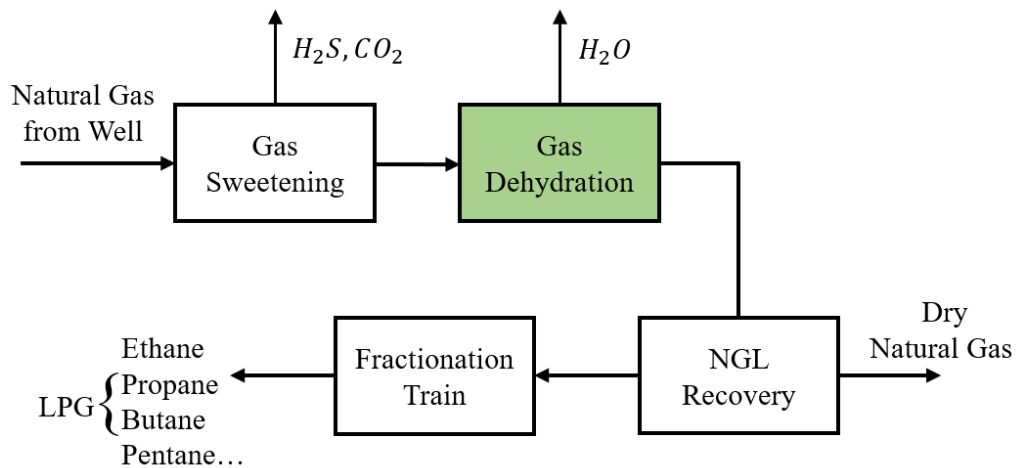 H₂S, CO₂
H₂O
Natural Gas
from Well
Gas
Sweetening
Gas
Dehydration
Dry
Natural Gas
NGL
Recovery
Fractionation
Train
Ethane
LPG { Propane
Butane
Pentane…